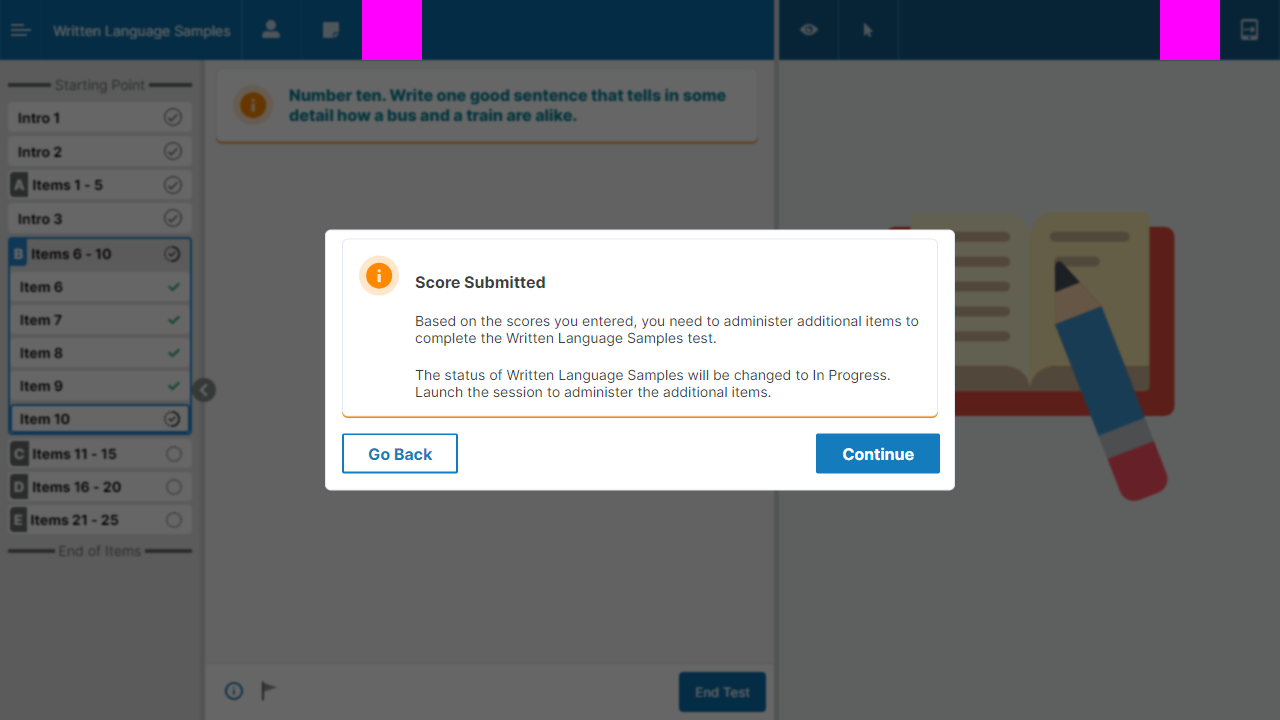 Written Language Samples
Starting Point
Intro 1
Intro 2
A Items 1 - 5
Intro 3
B Items 6 - 10
Item 6
Item 7
Item 8
Item 9
Item 10
C Items 11 - 15
D Items 16 - 20
E Items 21 - 25
End of Items
Number ten. Write one good sentence that tells in some
detail how a bus and a train are alike.
Score Submitted
Based on the scores you entered, you need to administer additional items to
complete the Written Language Samples test.
The status of Written Language Samples will be changed to In Progress.
Launch the session to administer the additional items.
Go Back
Continue
End Test